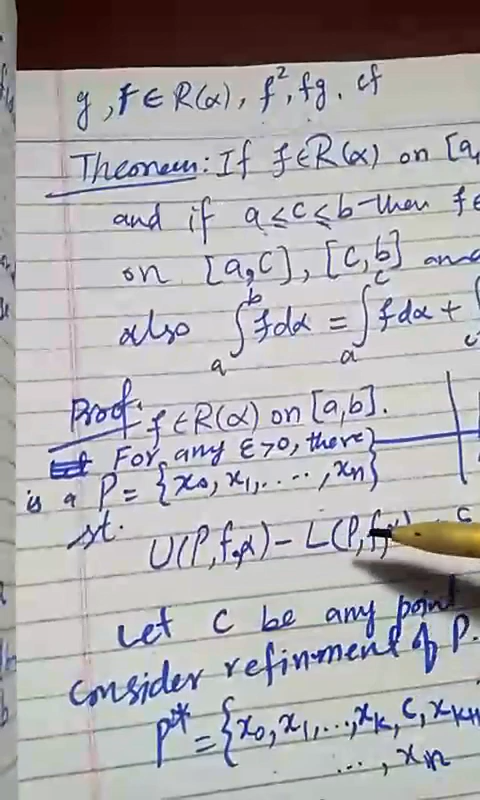 g, f ∈ R(α), f², fg, cf
Theorem: If f ∈ R(α) on [a,
and if a ≤ c ≤ b then f ∈
on [a, c], [c, b] and
also ∫ₐᵇ f dα = ∫ₐᶜ f dα + ∫
Proof: f ∈ R(α) on [a,b].
For any ε>0, there
is a P = {x₀, x₁, ...., xₙ}
st.
U(P,f,α) - L(P,f,
Let c be any point
Consider refinment of P.
P* = {x₀, x₁, ..., xₖ, c, xₖ₊₁
..., xₙ